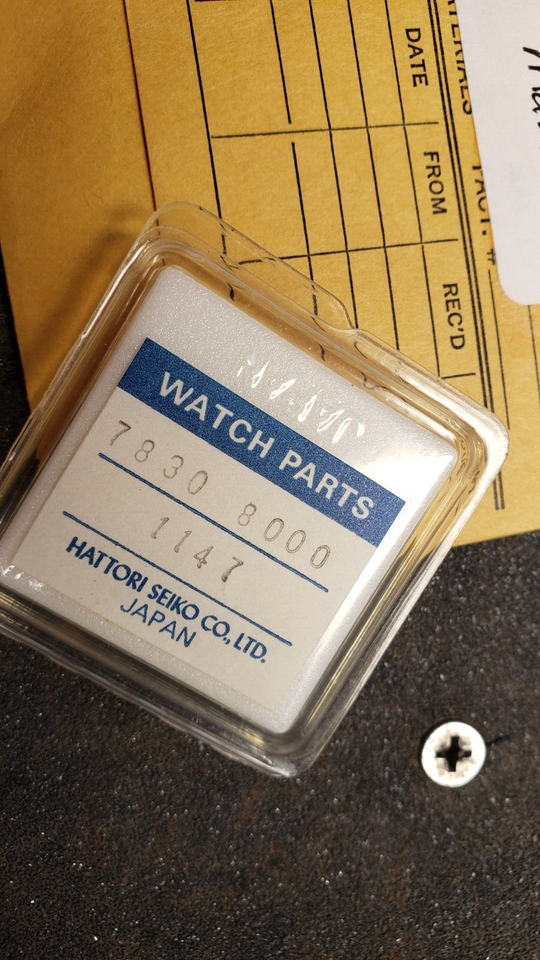 WATCH PARTS
7830 8000
1147
HATTORI SEIKO CO., LTD.
JAPAN
DATE
FROM
REC'D